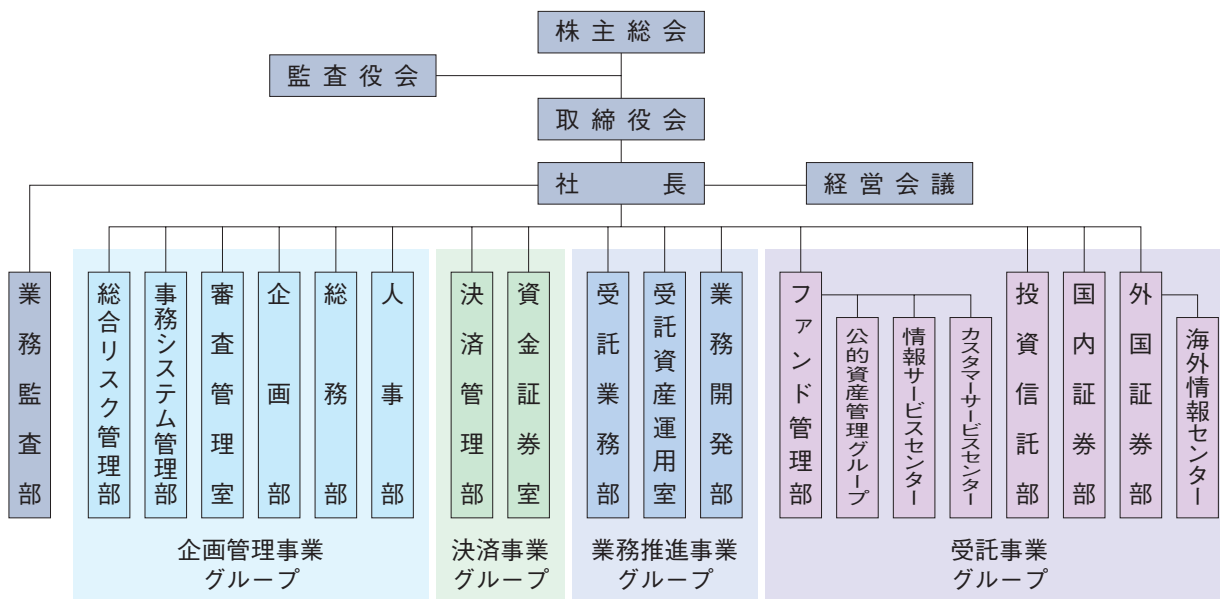 株主総会
監査役会
取締役会
社長
経営会議
業務監査部
総合リスク管理部
事務システム管理部
審査管理室
企画部
総務部
人事部
決済管理部
資金証券室
受託業務部
受託資産運用室
業務開発部
ファンド管理部
公的資産管理グループ
情報サービスセンター
カスタマーサービスセンター
投資信託部
国内証券部
外国証券部
海外情報センター
企画管理事業
グループ
決済事業
グループ
業務推進事業
グループ
受託事業
グループ